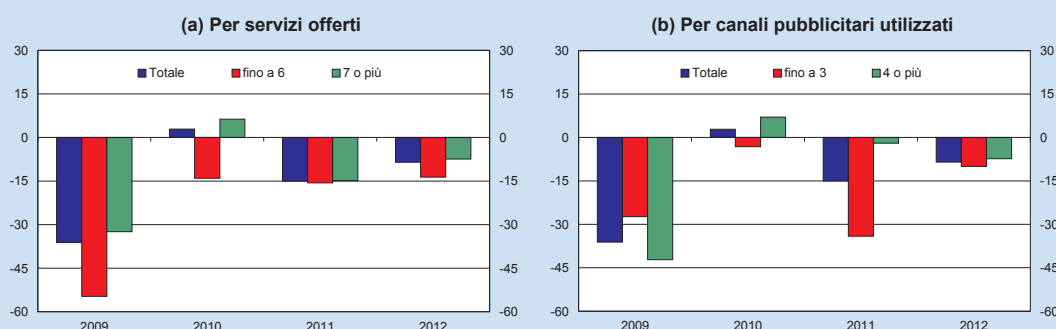 (a) Per servizi offerti
30 30
Totale fino a 6 7 o più
15 15
0 0
-15 -15
-30 -30
-45 -45
-60 -60
2009 2010 2011 2012
(b) Per canali pubblicitari utilizzati
30 30
Totale fino a 3 4 o più
15 15
0 0
-15 -15
-30 -30
-45 -45
-60 -60
2009 2010 2011 2012